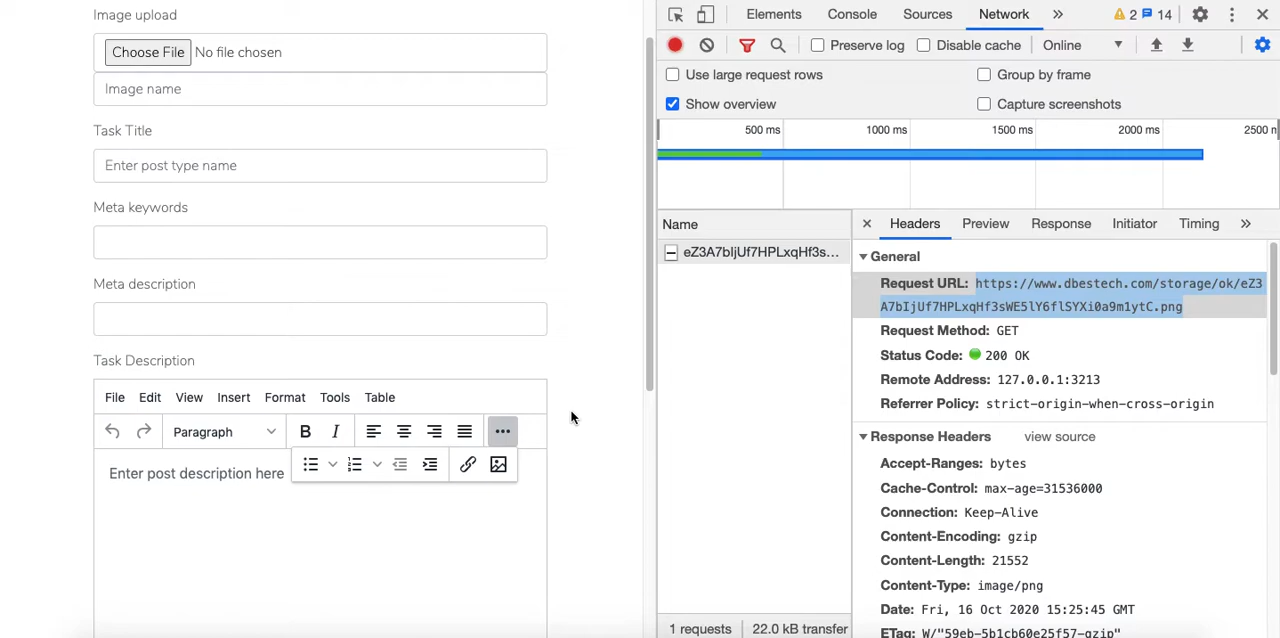 Image upload
Choose File No file chosen
Image name
Task Title
Enter post type name
Meta keywords
Meta description
Task Description
File Edit View Insert Format Tools Table
Paragraph B I
Enter post description here
Elements Console Sources Network 2 14
Preserve log Disable cache Online
Use large request rows Group by frame
Show overview Capture screenshots
500 ms 1000 ms 1500 ms 2000 ms 2500 n
Name
eZ3A7bIjUf7HPLxqHf3s...
1 requests 22.0 kB transfer
Headers Preview Response Initiator Timing
General
Request URL: https://www.dbestech.com/storage/ok/eZ3
A7bIjUf7HPLxqHf3sWE5lY6flSYXi0a9m1ytC.png
Request Method: GET
Status Code: 200 OK
Remote Address: 127.0.0.1:3213
Referrer Policy: strict-origin-when-cross-origin
Response Headers view source
Accept-Ranges: bytes
Cache-Control: max-age=31536000
Connection: Keep-Alive
Content-Encoding: gzip
Content-Length: 21552
Content-Type: image/png
Date: Fri, 16 Oct 2020 15:25:45 GMT
ETag: W/"59eb-5b1cb60e25f57-gzip"